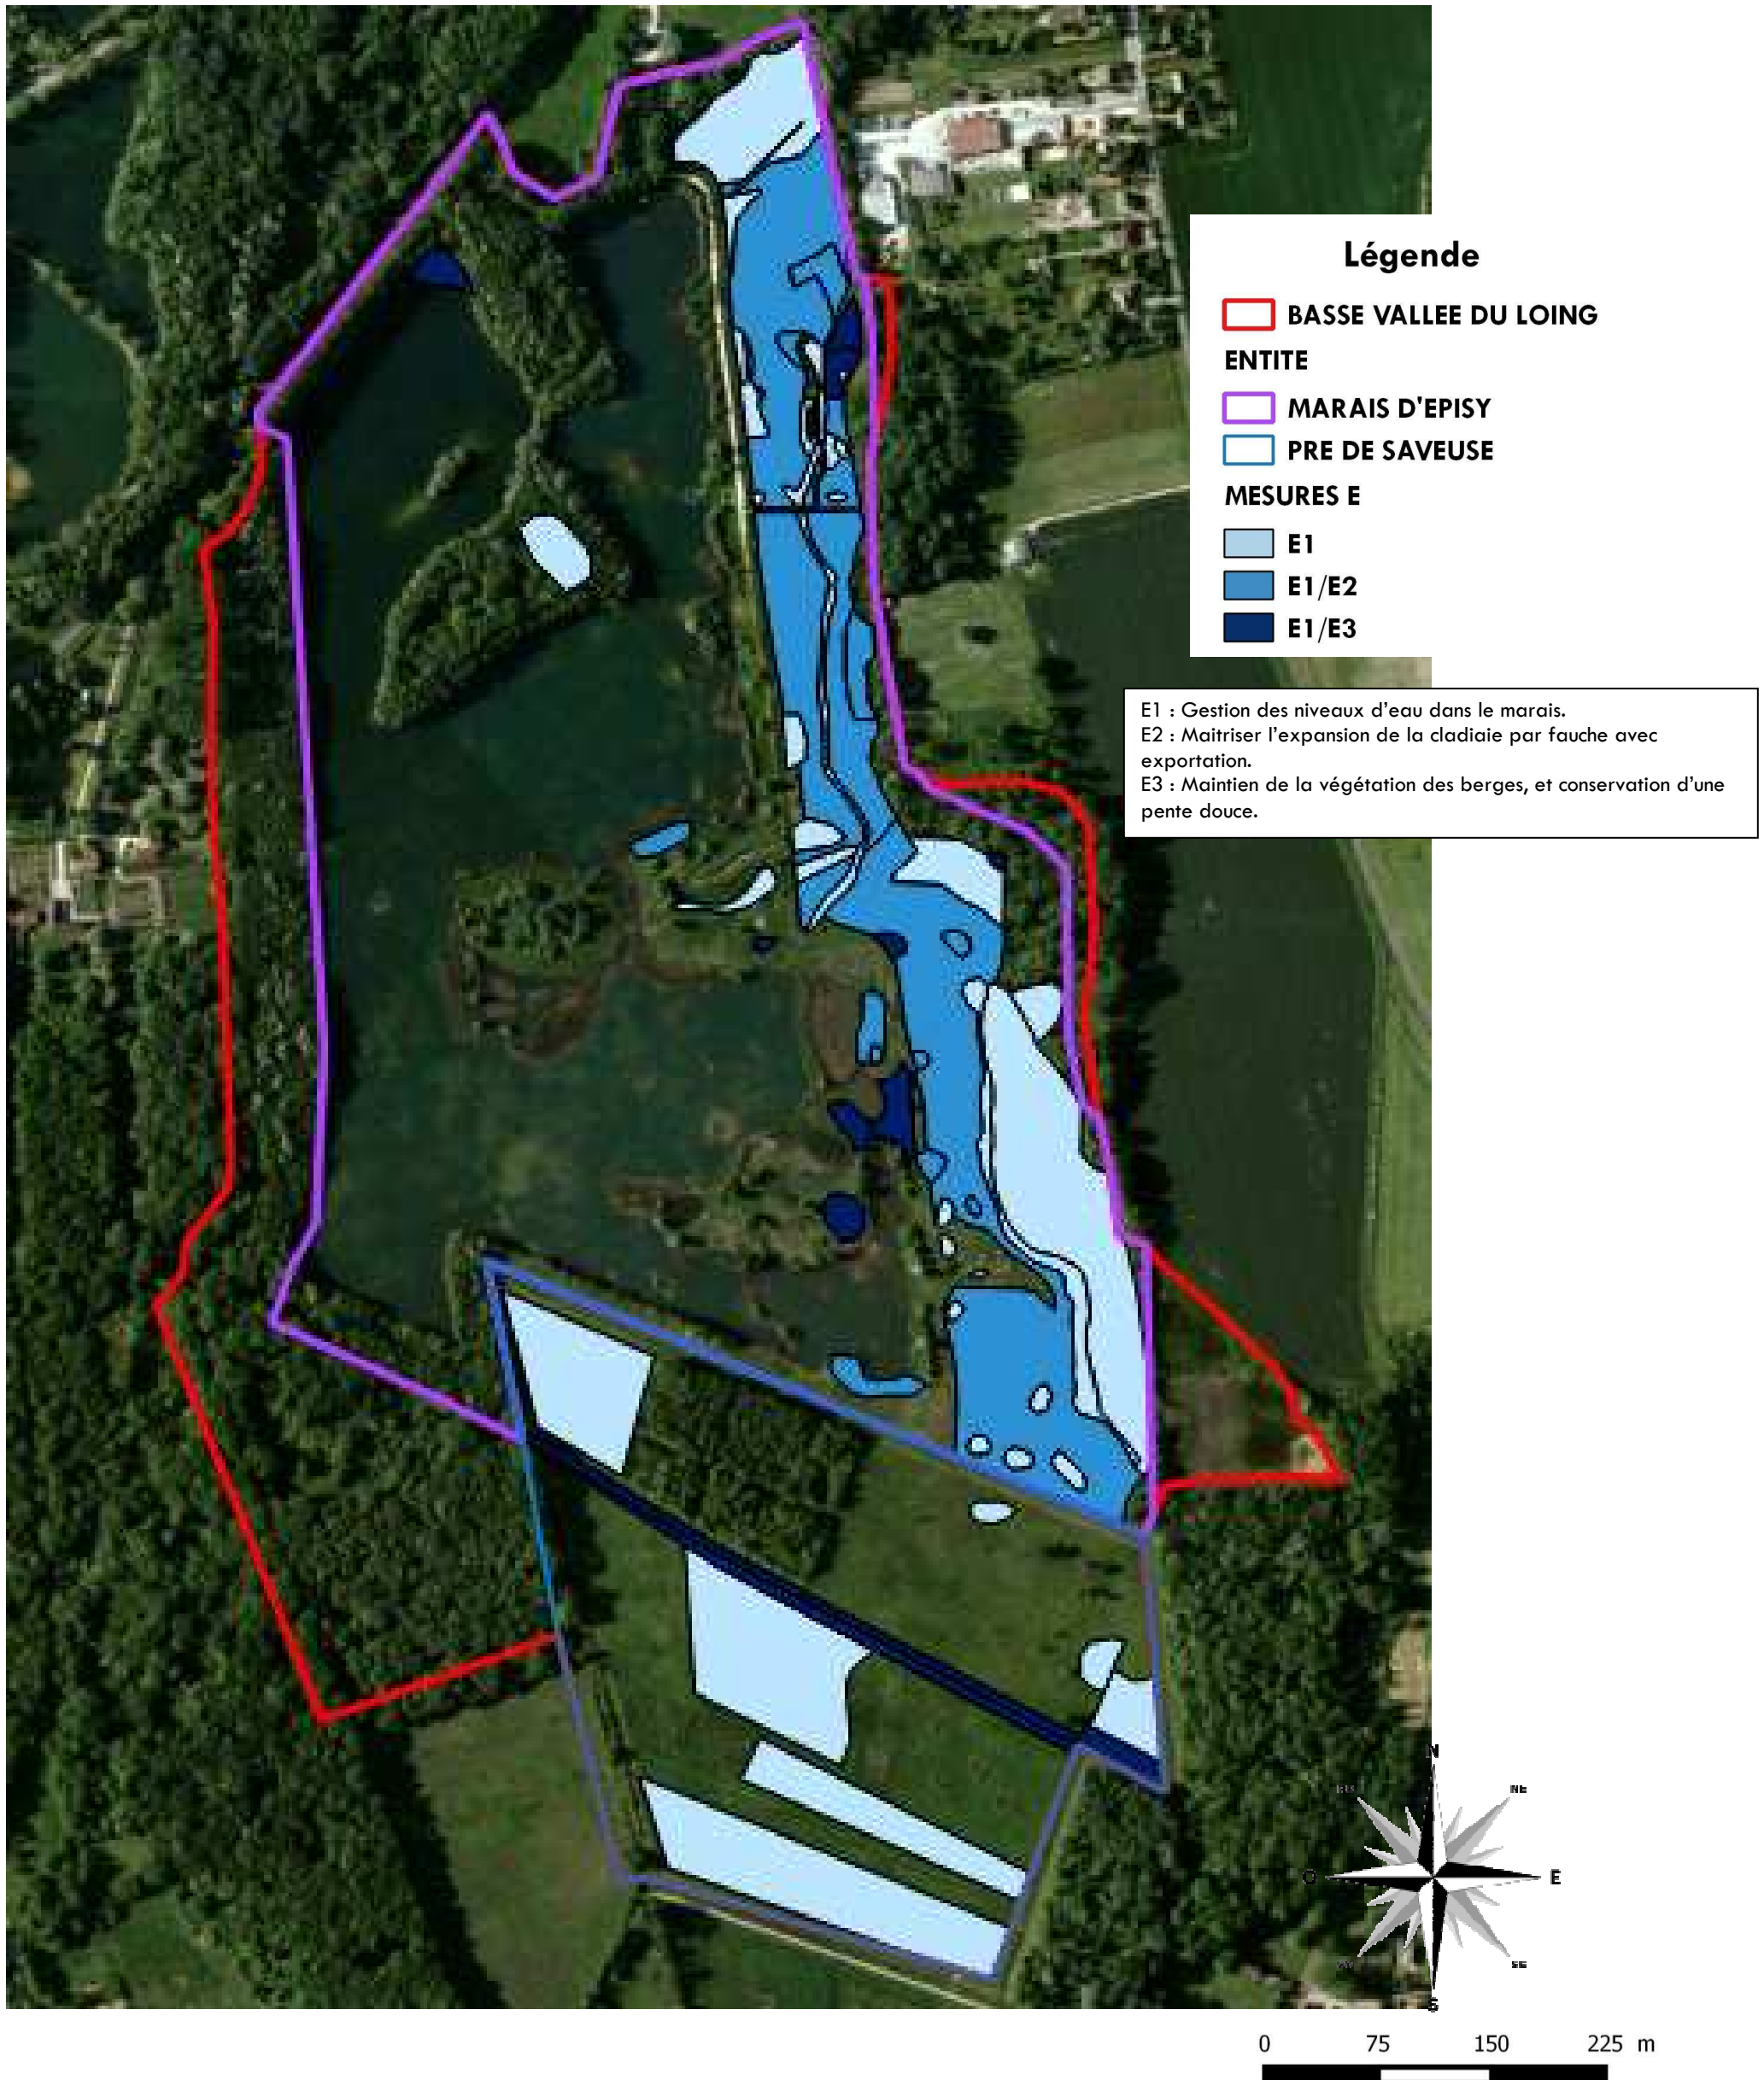 Légende
BASSE VALLEE DU LOING
ENTITE
MARAIS D'EPISY
PRE DE SAVEUSE
MESURES E
E1
E1/E2
E1/E3
E1 : Gestion des niveaux d'eau dans le marais.
E2 : Maitriser l'expansion de la cladiaie par fauche avec
exportation.
E3 : Maintien de la végétation des berges, et conservation d'une
pente douce.
N
NE
O
E
SE
S
0 75 150 225 m